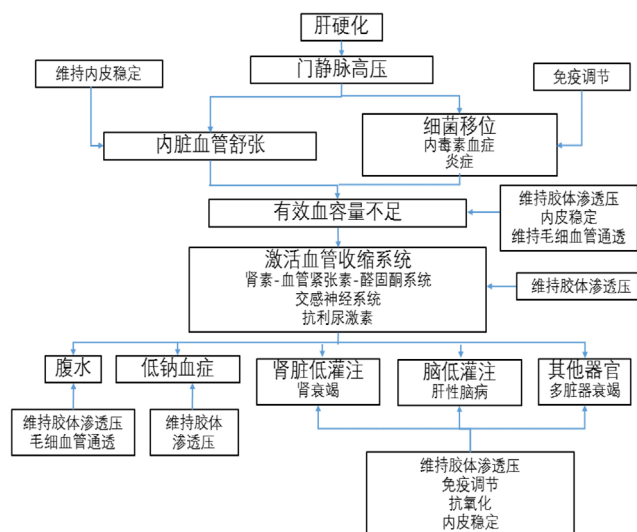 肝硬化
门静脉高压
维持内皮稳定
免疫调节
内脏血管舒张
细菌移位
内毒素血症
炎症
有效血容量不足
维持胶体渗透压
内皮稳定
维持毛细血管通透
激活血管收缩系统
肾素-血管紧张素-醛固酮系统
交感神经系统
抗利尿激素
维持胶体渗透压
腹水
低钠血症
肾脏低灌注
肾衰竭
脑低灌注
肝性脑病
其他器官
多脏器衰竭
维持胶体渗透压
毛细血管通透
维持胶体
渗透压
维持胶体渗透压
免疫调节
抗氧化
内皮稳定